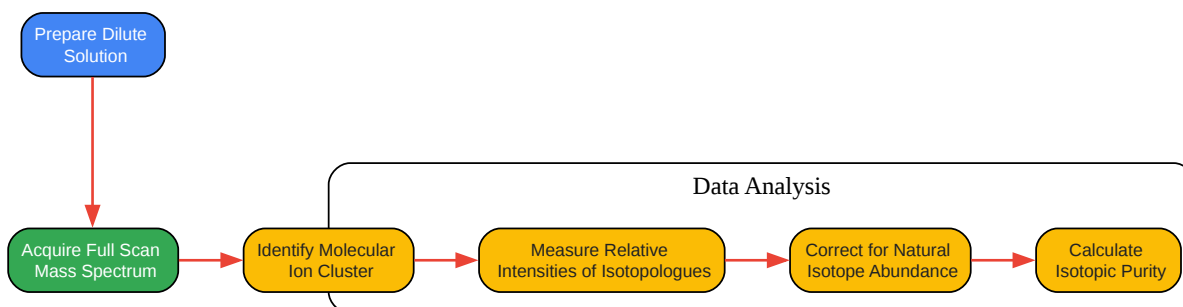 Prepare Dilute
Solution
Data Analysis
Acquire Full Scan
Mass Spectrum
Identify Molecular
Ion Cluster
Measure Relative
Intensities of Isotopologues
Correct for Natural
Isotope Abundance
Calculate
Isotopic Purity